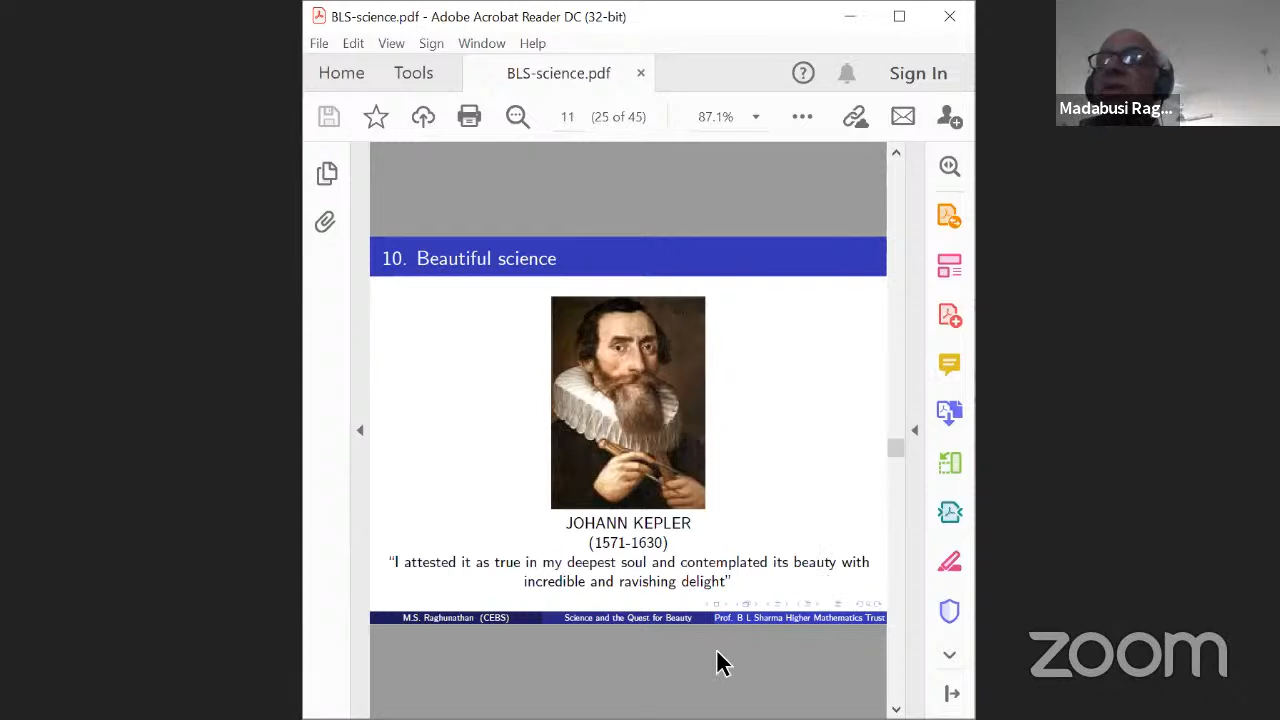 BLS-science.pdf - Adobe Acrobat Reader DC (32-bit)
File Edit View Sign Window Help
Home Tools BLS-science.pdf × Sign In
11 (25 of 45) 87.1%
Madabusi Rag...
10. Beautiful science
JOHANN KEPLER
(1571-1630)
“I attested it as true in my deepest soul and contemplated its beauty with
incredible and ravishing delight”
M.S. Raghunathan (CEBS) Science and the Quest for Beauty Prof. B L Sharma Higher Mathematics Trust
zoom